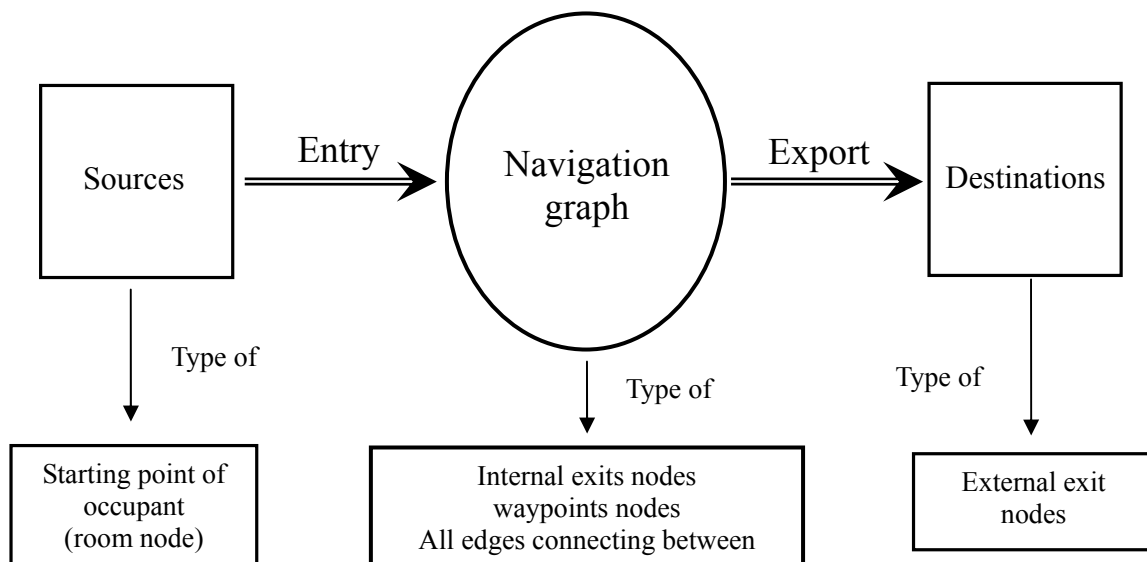 Sources
Entry
Navigation
graph
Export
Destinations
Type of
Type of
Type of
Starting point of
occupant
(room node)
Internal exits nodes
waypoints nodes
All edges connecting between
External exit
nodes